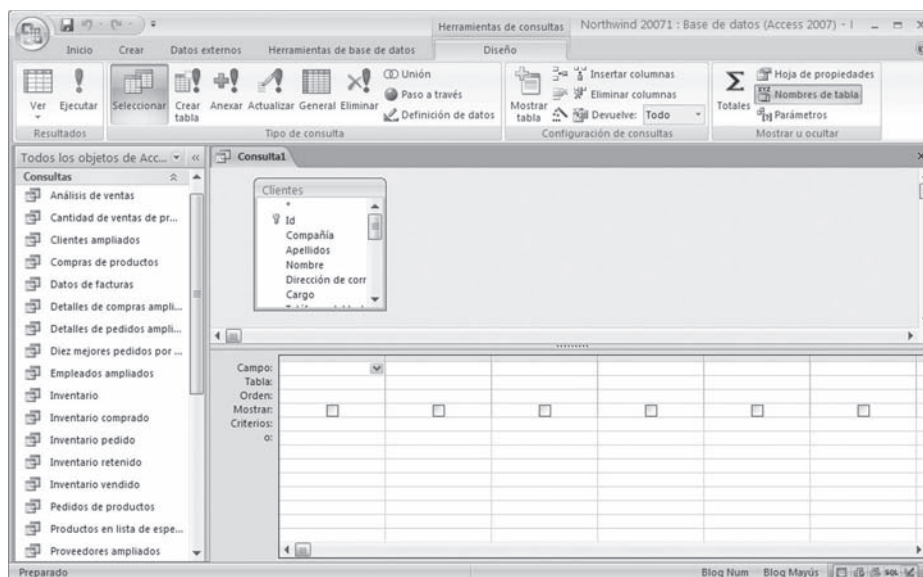 Herramientas de consultas Northwind 20071 : Base de datos (Access 2007) - I
Inicio Crear Datos externos Herramientas de base de datos Diseño
Ver
Ejecutar
Resultados
Seleccionar
Crear tabla
Anexar
Actualizar
General
Eliminar
Unión
Paso a través
Definición de datos
Tipo de consulta
Mostrar tabla
Insertar columnas
Eliminar columnas
Devuelve: Todo
Configuración de consultas
Totales
Hoja de propiedades
Nombres de tabla
Parámetros
Mostrar u ocultar
Todos los objetos de Acc...
Consultas
Análisis de ventas
Cantidad de ventas de pr...
Clientes ampliados
Compras de productos
Datos de facturas
Detalles de compras ampli...
Detalles de pedidos ampli...
Diez mejores pedidos por ...
Empleados ampliados
Inventario
Inventario comprado
Inventario pedido
Inventario retenido
Inventario vendido
Pedidos de productos
Productos en lista de espe...
Proveedores ampliados
Consulta1
Clientes
*
Id
Compañía
Apellidos
Nombre
Dirección de corr
Cargo
Campo:
Tabla:
Orden:
Mostrar:
Criterios:
o:
Preparado
Bloq Num Bloq Mayús SQL